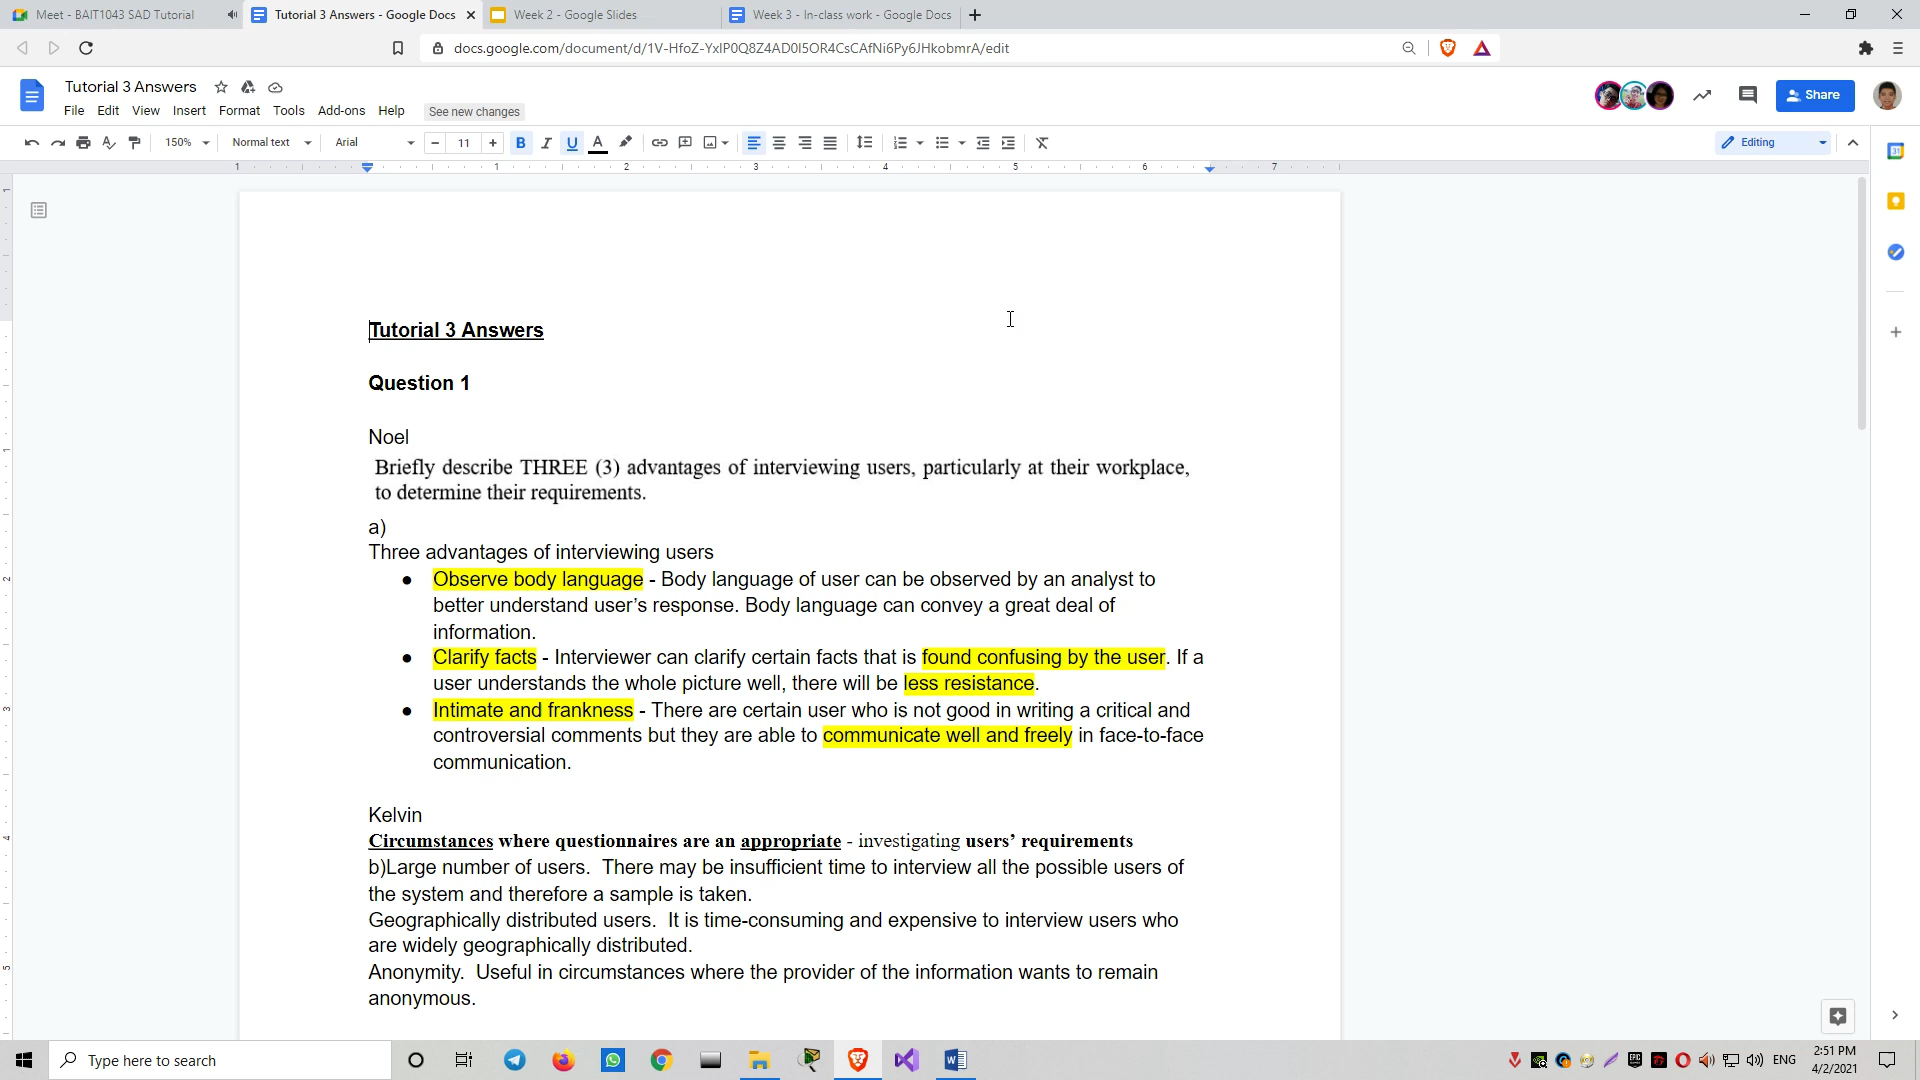 Meet - BAIT1043 SAD Tutorial
Tutorial 3 Answers - Google Docs
Week 2 - Google Slides
Week 3 - In-class work - Google Docs
docs.google.com/document/d/1V-HfoZ-YxIP0Q8Z4AD0I5OR4CsCAfNi6Py6JHkobmrA/edit
Tutorial 3 Answers
File Edit View Insert Format Tools Add-ons Help See new changes
Share
150% Normal text Arial 11 Editing
1 1 2 3 4 5 6 7
Tutorial 3 Answers
Question 1
Noel
Briefly describe THREE (3) advantages of interviewing users, particularly at their workplace,
to determine their requirements.
a)
Three advantages of interviewing users
● Observe body language - Body language of user can be observed by an analyst to
better understand user’s response. Body language can convey a great deal of
information.
● Clarify facts - Interviewer can clarify certain facts that is found confusing by the user. If a
user understands the whole picture well, there will be less resistance.
● Intimate and frankness - There are certain user who is not good in writing a critical and
controversial comments but they are able to communicate well and freely in face-to-face
communication.
Kelvin
Circumstances where questionnaires are an appropriate - investigating users’ requirements
b)Large number of users.  There may be insufficient time to interview all the possible users of
the system and therefore a sample is taken.
Geographically distributed users.  It is time-consuming and expensive to interview users who
are widely geographically distributed.
Anonymity.  Useful in circumstances where the provider of the information wants to remain
anonymous.
Type here to search
ENG
2:51 PM
4/2/2021